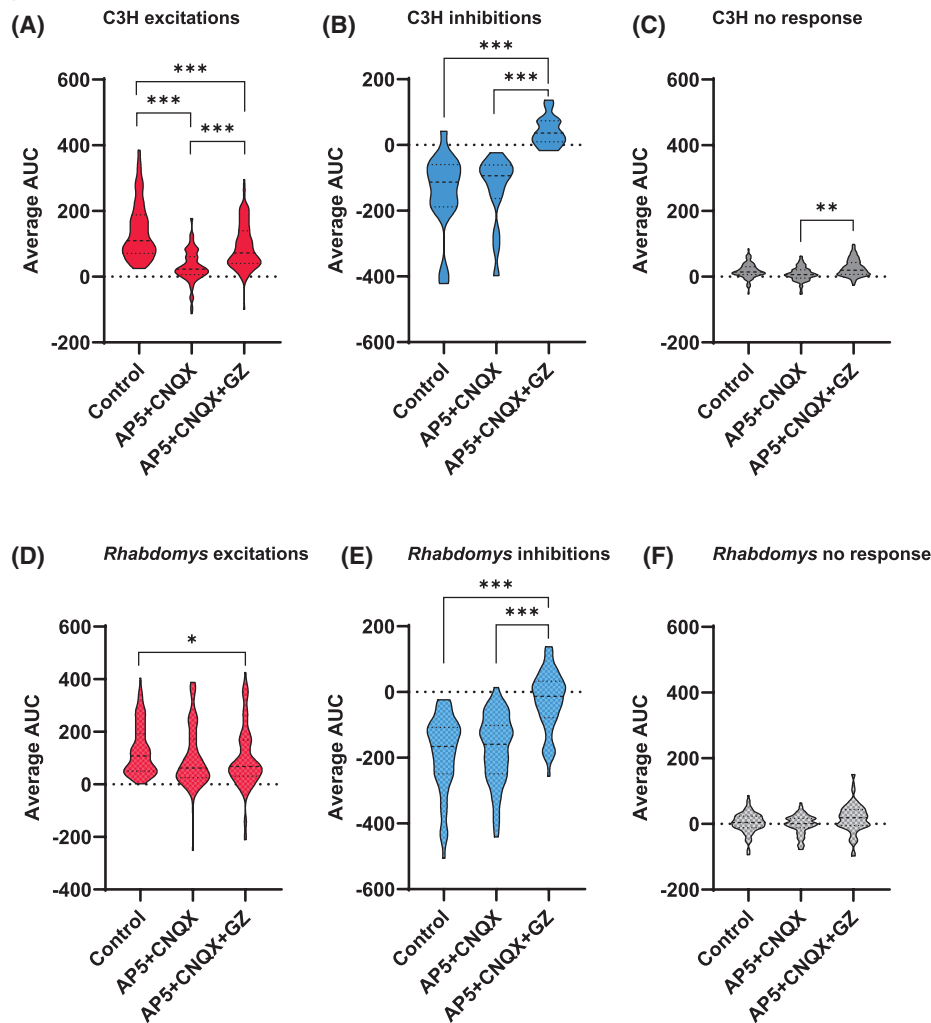 (A) C3H excitations
600
400
200
0
-200
Average AUC
***
***
***
Control
AP5+CNQX
AP5+CNQX+GZ
(B) C3H inhibitions
200
0
-200
-400
-600
Average AUC
***
***
Control
AP5+CNQX
AP5+CNQX+GZ
(C) C3H no response
600
400
200
0
-200
Average AUC
**
Control
AP5+CNQX
AP5+CNQX+GZ
(D) Rhabdomys excitations
600
400
200
0
-200
-400
Average AUC
*
Control
AP5+CNQX
AP5+CNQX+GZ
(E) Rhabdomys inhibitions
200
0
-200
-400
-600
Average AUC
***
***
Control
AP5+CNQX
AP5+CNQX+GZ
(F) Rhabdomys no response
600
400
200
0
-200
Average AUC
Control
AP5+CNQX
AP5+CNQX+GZ